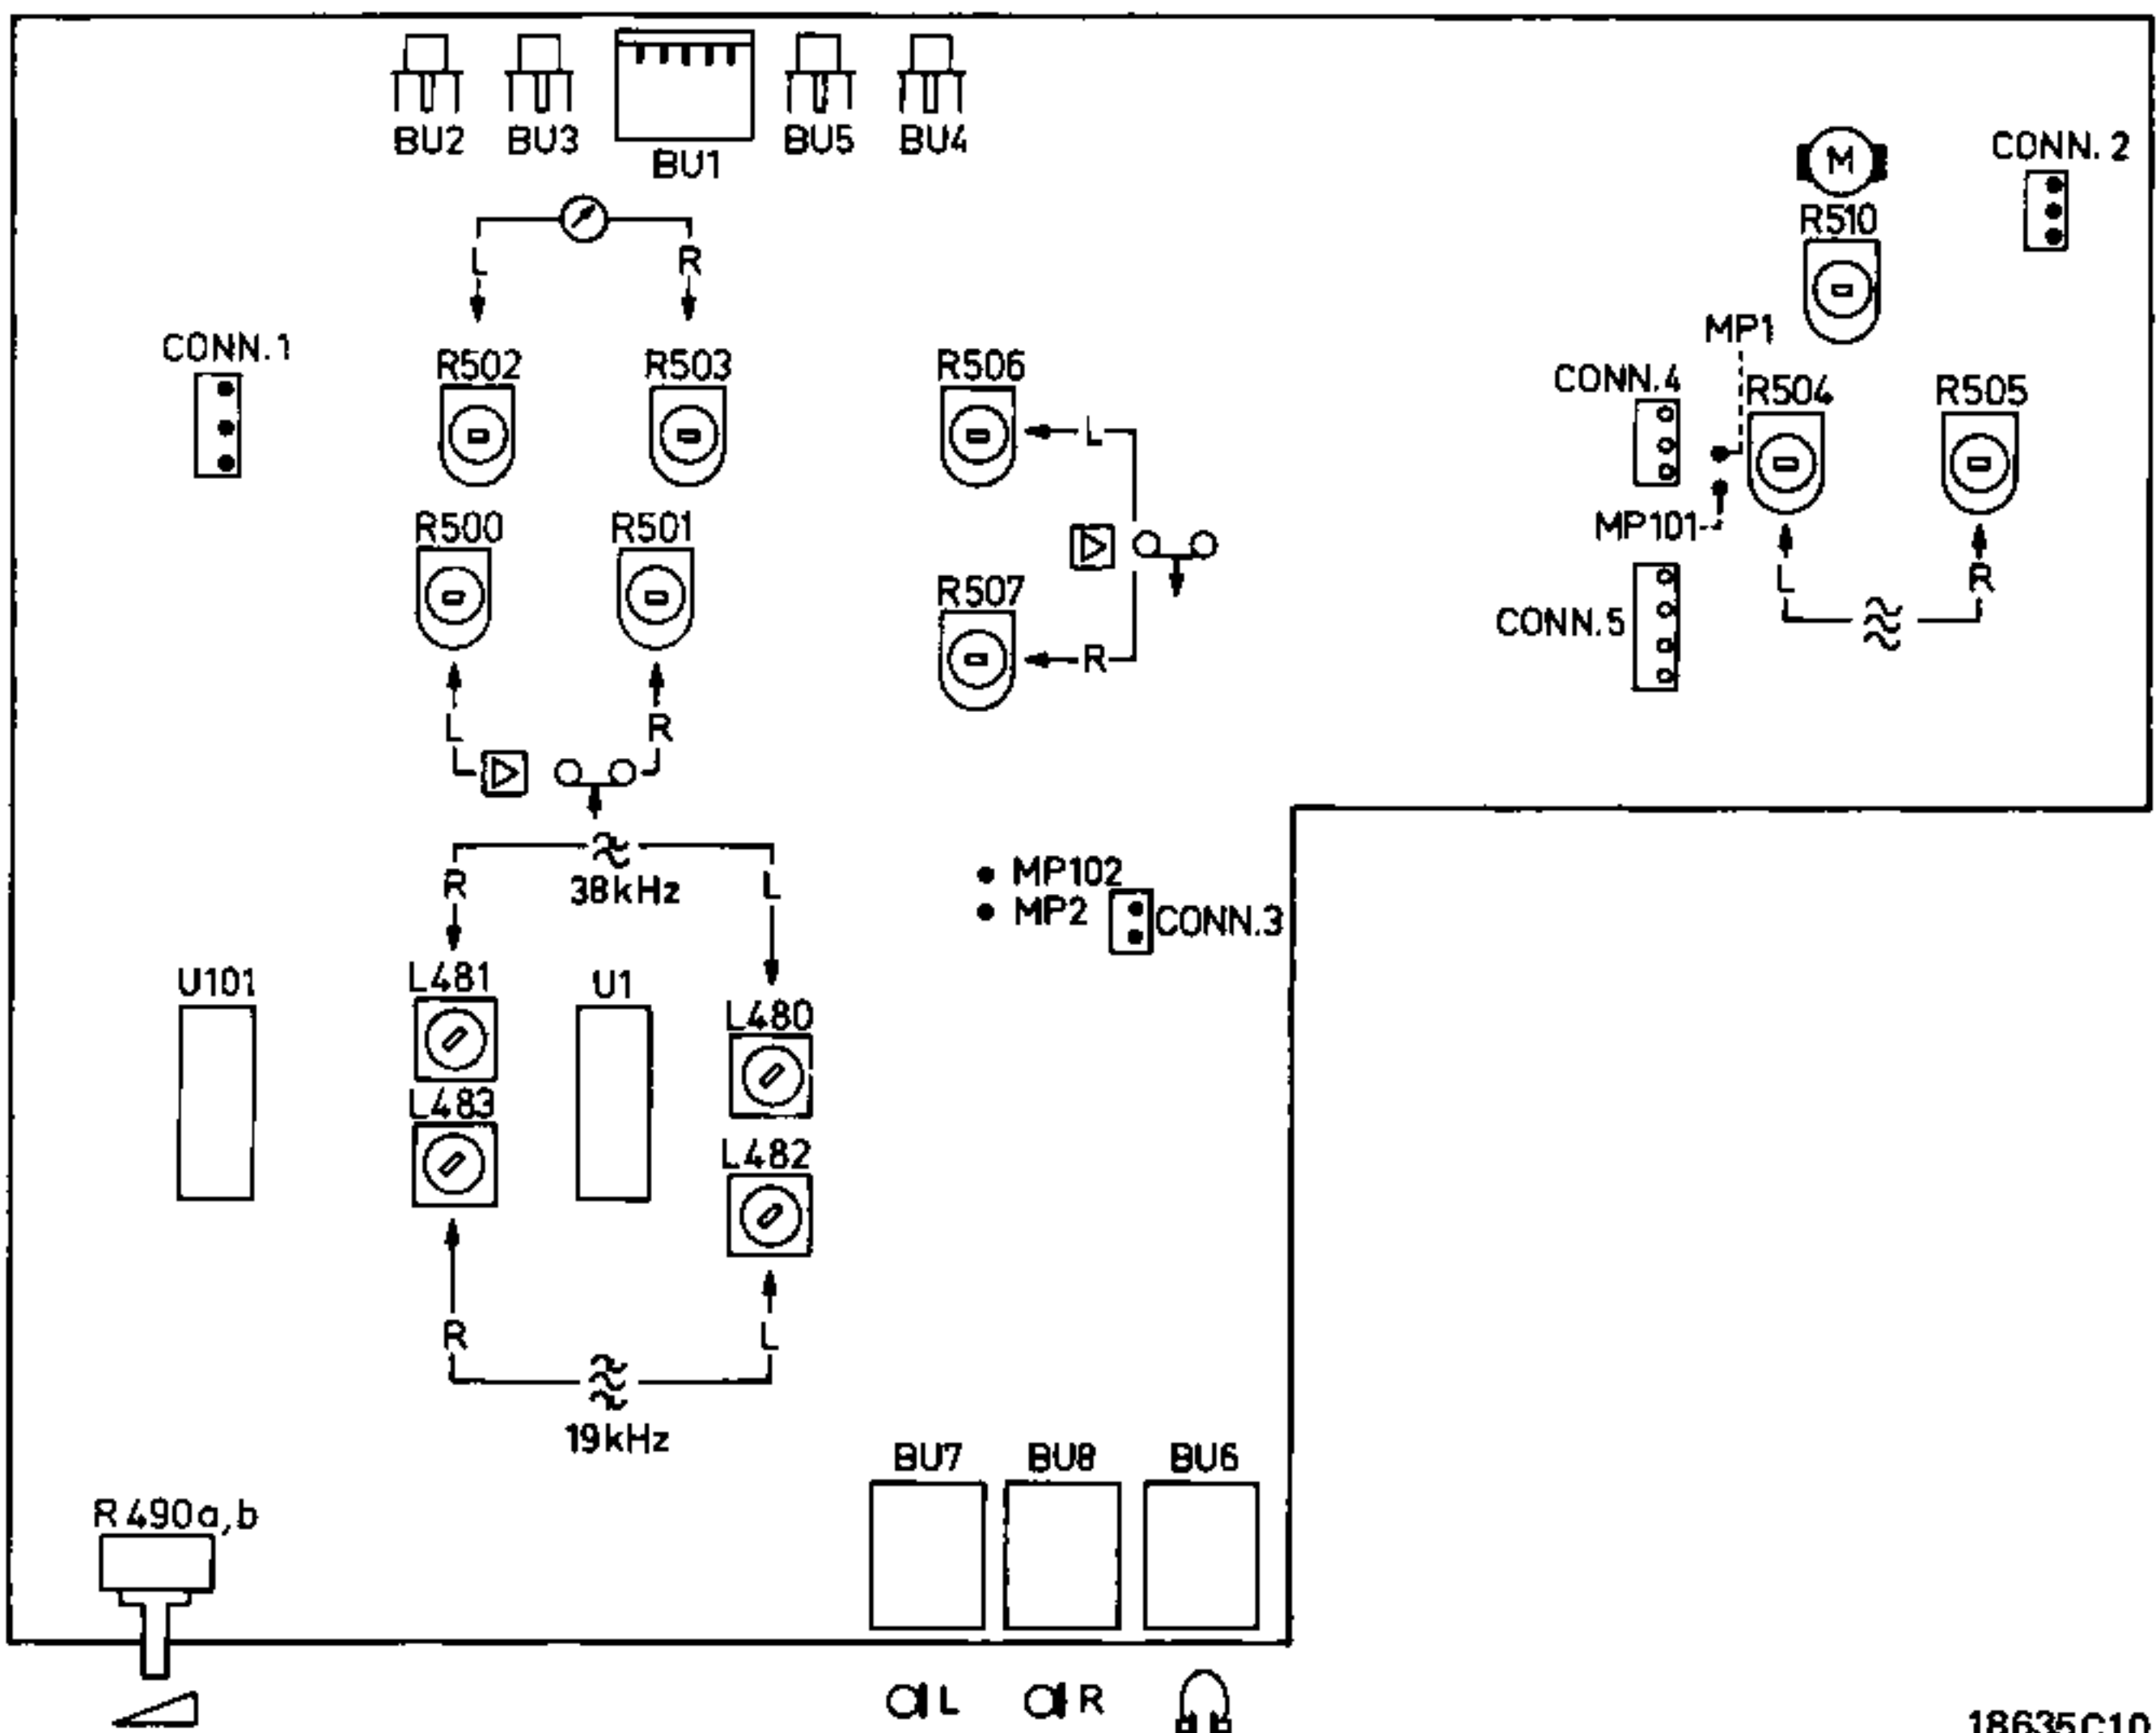 BU2 BU3 BU1 BU5 BU4
M
CONN. 2
R510
L R
MP1
CONN.1
R502 R503 R506
CONN.4
R504 R505
L
R500 R501
MP101
R507
CONN.5
L R
R
L R
38kHz
R L
MP102
MP2
CONN.3
U101
L481
U1
L480
L483
L482
R L
19kHz
BU7 BU8 BU6
R490a,b
L R
18635C10